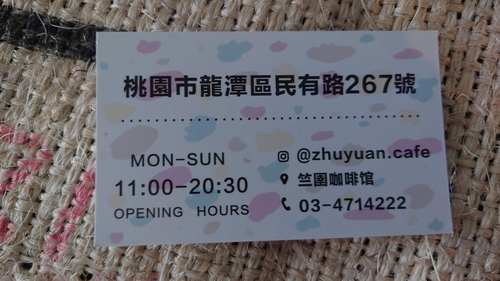 桃園市龍潭區民有路267號
MON-SUN
11:00-20:30
OPENING HOURS
@zhuyuan.cafe
竺園咖啡馆
03-4714222